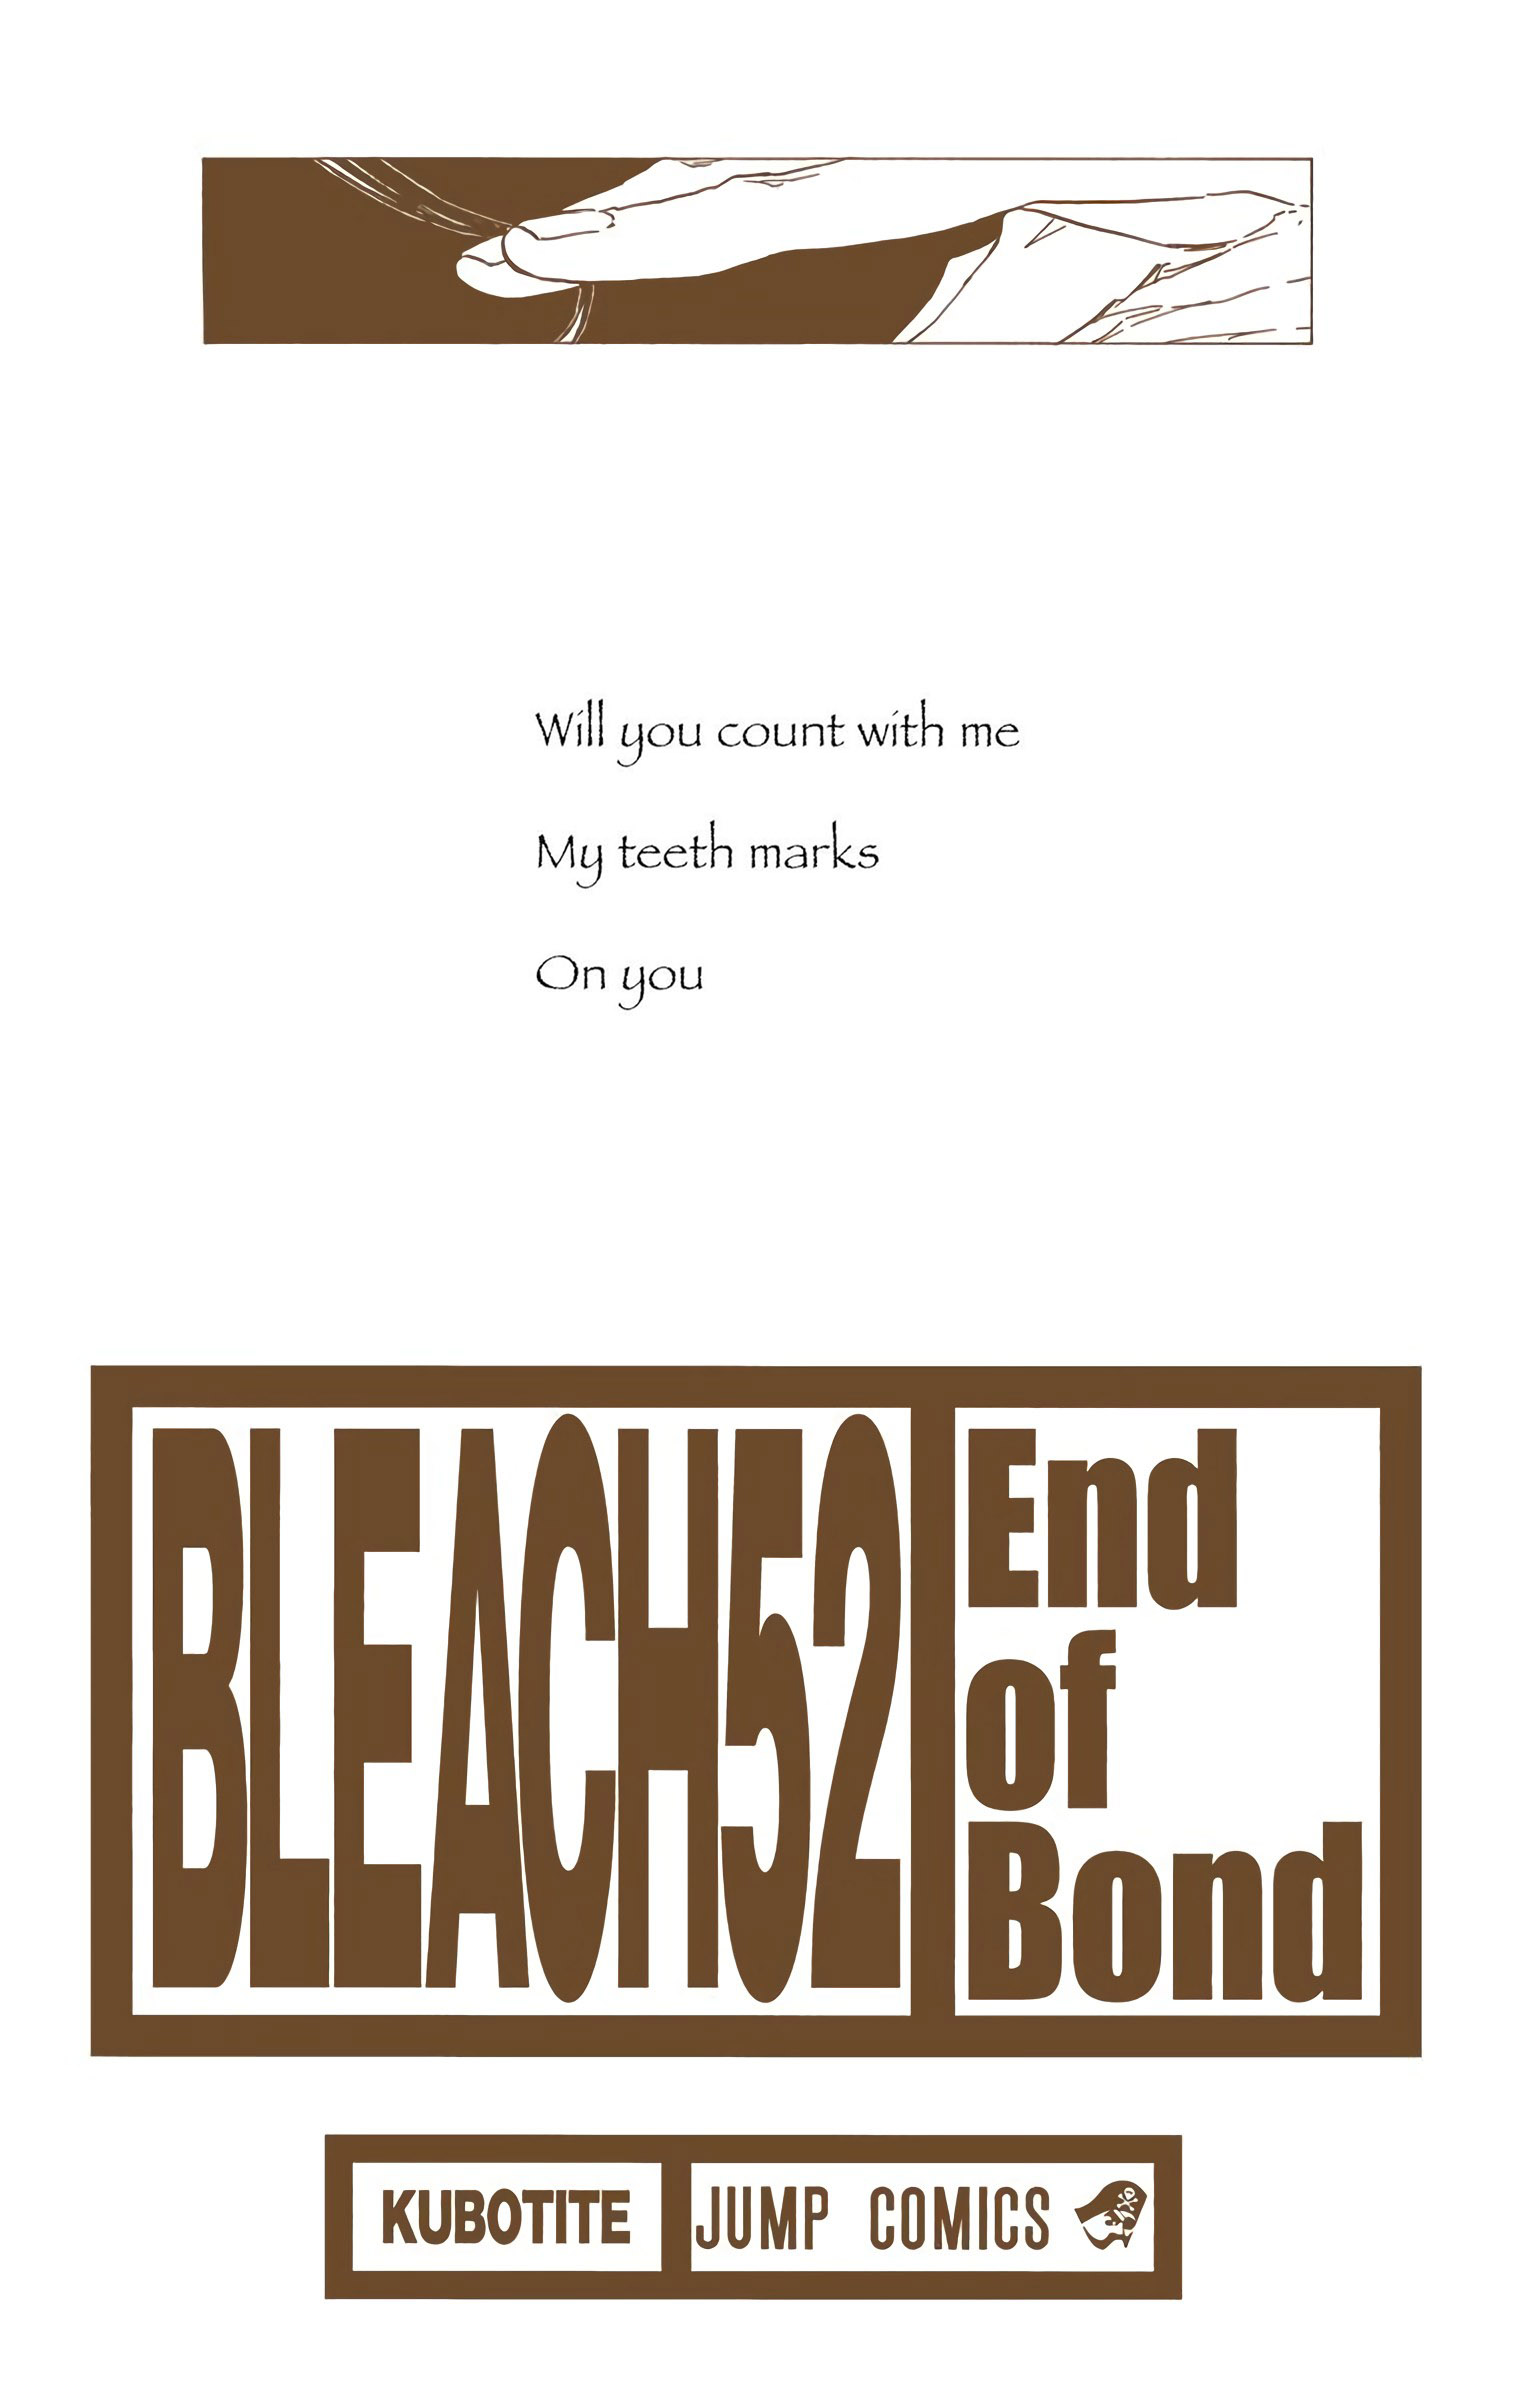 Will you count with me
My teeth marks
On you
BLEACH52
End
of
Bond
KUBOTITE
JUMP COMICS